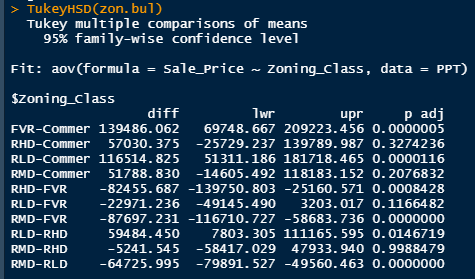 > TukeyHSD(zon.bul)
Tukey multiple comparisons of means
95% family-wise confidence level
Fit: aov(formula = Sale_Price ~ Zoning_Class, data = PPT)
$Zoning_Class
diff lwr upr p adj
FVR-Commer 139486.062 69748.667 209223.456 0.0000005
RHD-Commer 57030.375 -25729.237 139789.987 0.3274236
RLD-Commer 116514.825 51311.186 181718.465 0.0000116
RMD-Commer 51788.830 -14605.492 118183.152 0.2076832
RHD-FVR -82455.687 -139750.803 -25160.571 0.0008428
RLD-FVR -22971.236 -49145.490 3203.017 0.1166482
RMD-FVR -87697.231 -116710.727 -58683.736 0.0000000
RLD-RHD 59484.450 7803.305 111165.595 0.0146719
RMD-RHD -5241.545 -58417.029 47933.940 0.9988479
RMD-RLD -64725.995 -79891.527 -49560.463 0.0000000